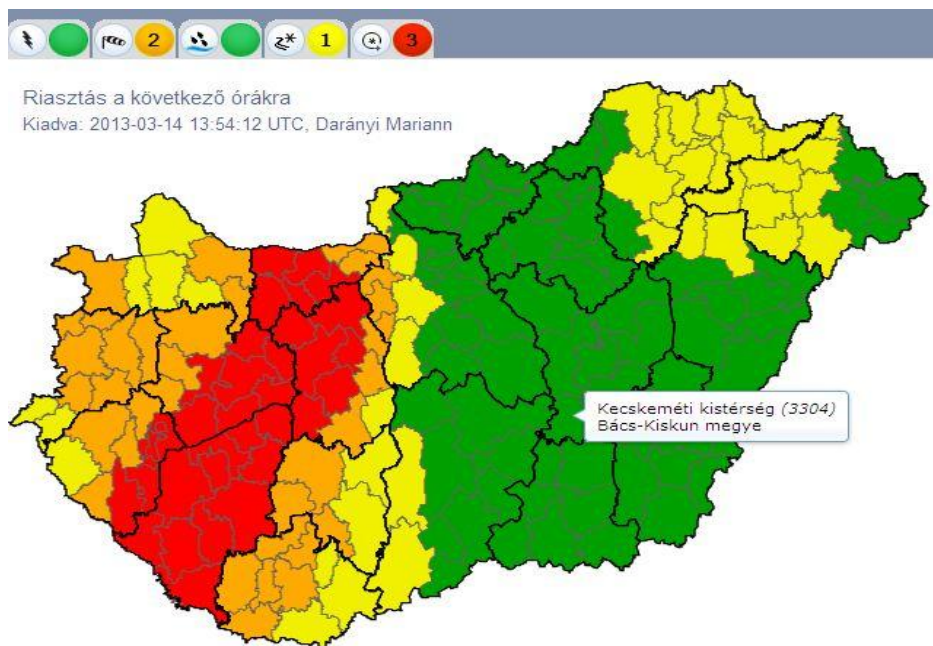 2 1 3
Riasztás a következő órákra
Kiadva: 2013-03-14 13:54:12 UTC, Darányi Mariann
Kecskeméti kistérség (3304)
Bács-Kiskun megye